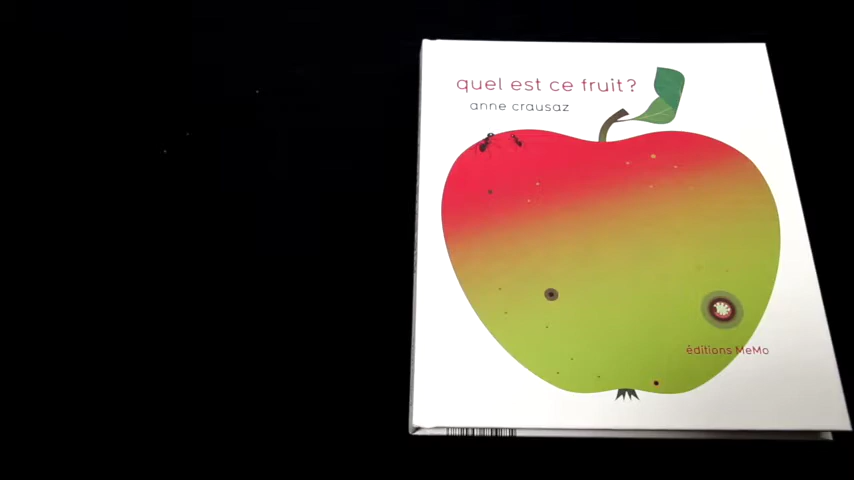 quel est ce fruit?
anne crausaz
éditions MeMo